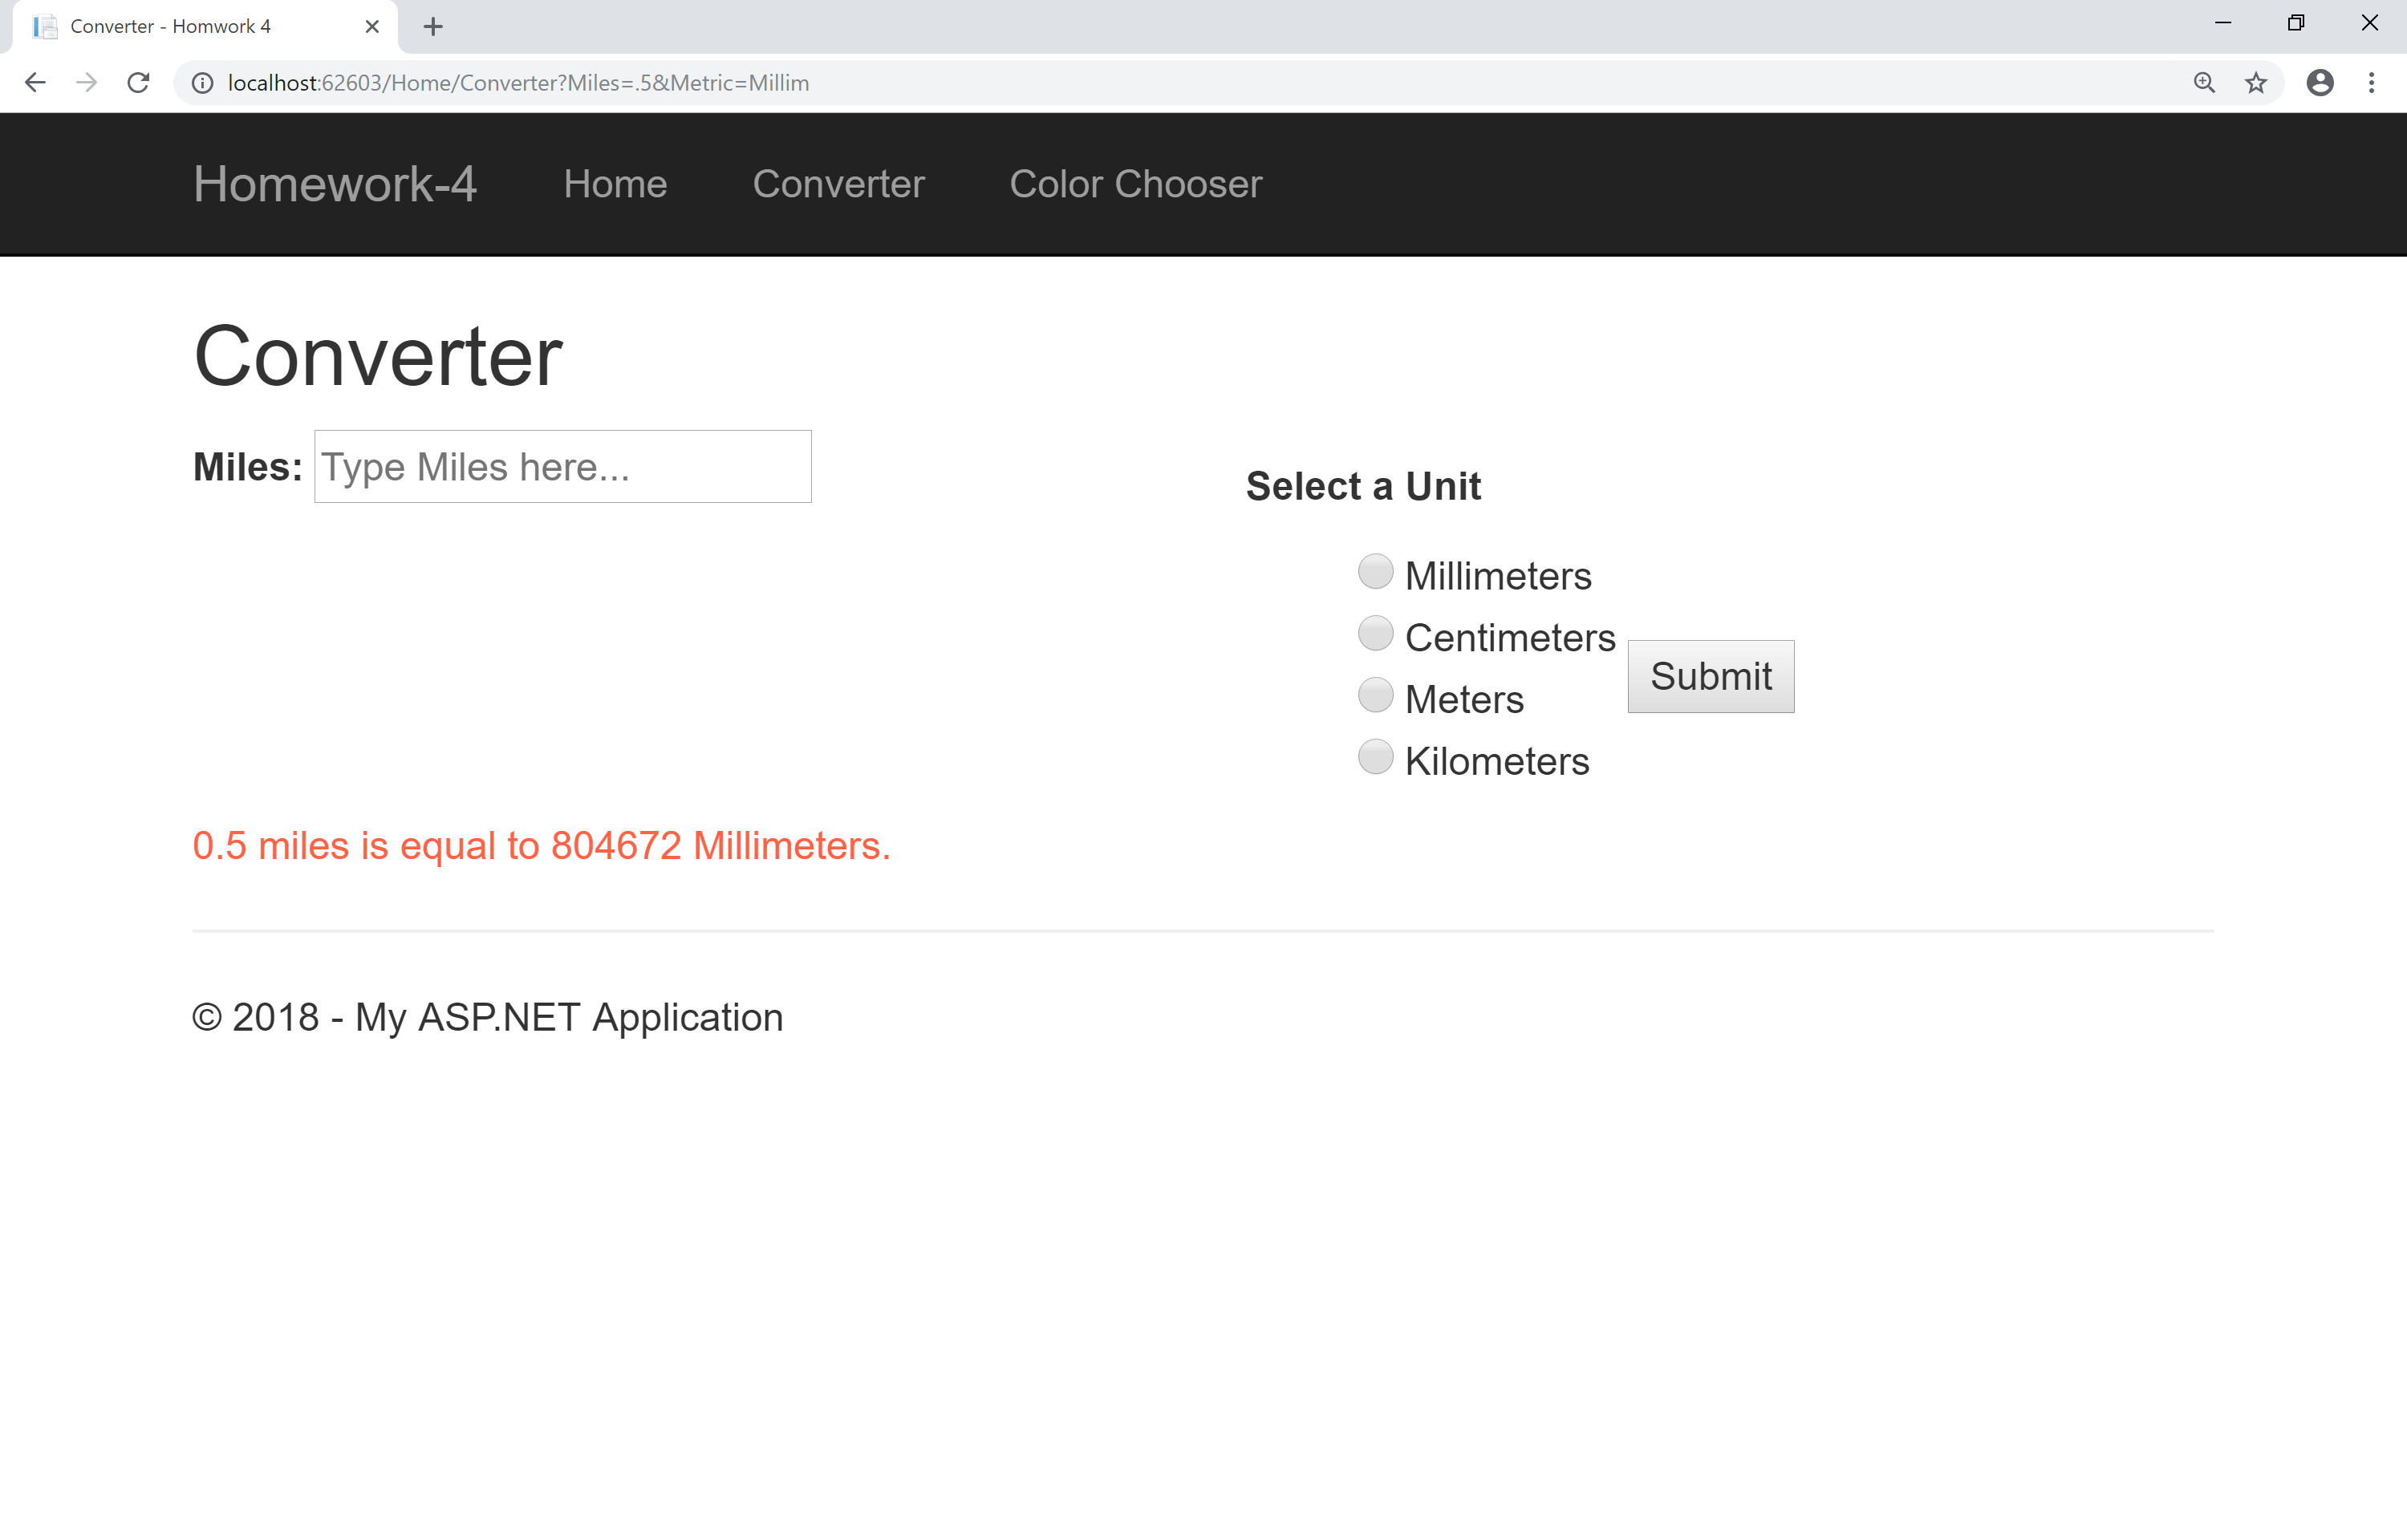 Converter - Homwork 4
localhost:62603/Home/Converter?Miles=.5&Metric=Millim
Homework-4 Home Converter Color Chooser
Converter
Miles: Type Miles here...
Select a Unit
Millimeters
Centimeters
Submit
Meters
Kilometers
0.5 miles is equal to 804672 Millimeters.
© 2018 - My ASP.NET Application